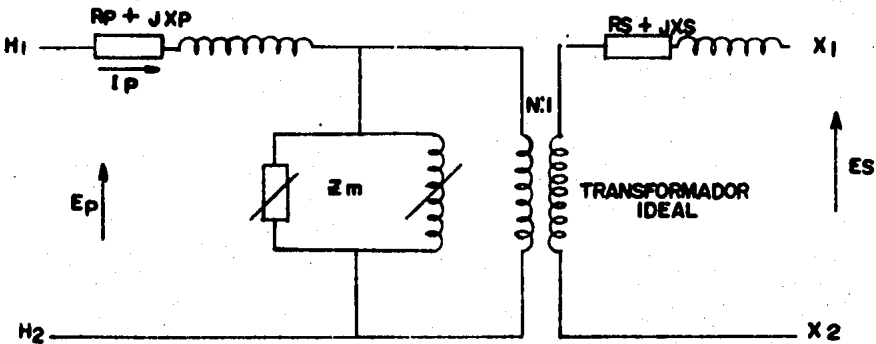 RP + JXP
RS + JXS
H1
X1
IP
N:1
Zm
EP
ES
TRANSFORMADOR
IDEAL
H2
X2